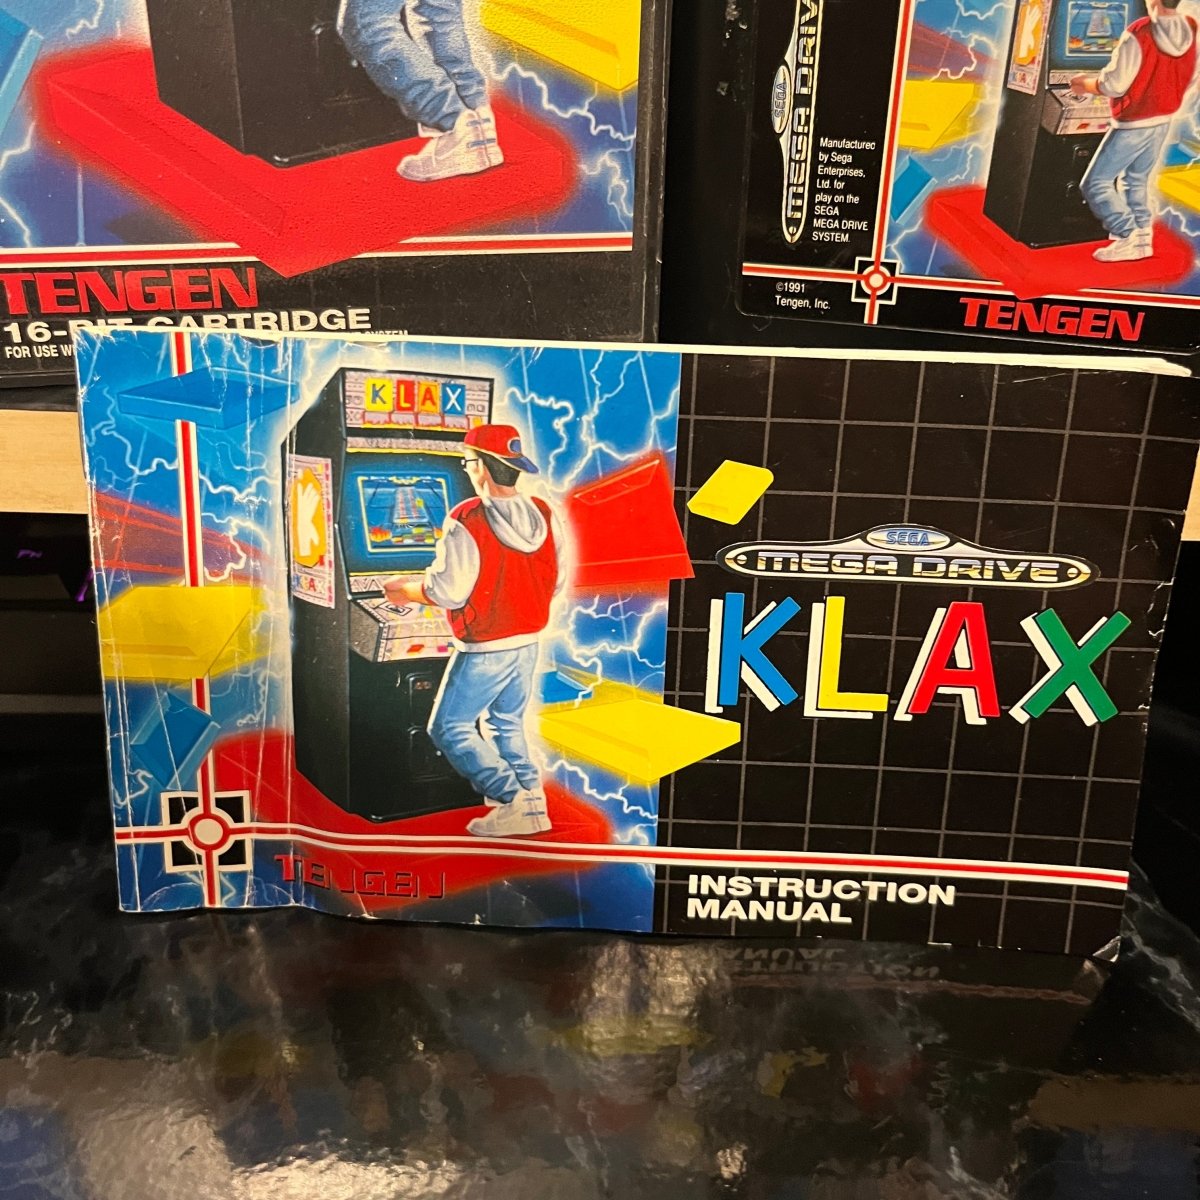 TENGEN
16-BIT CARTRIDGE
SEGA
MEGA DRIVE
Manufactured
by Sega
Enterprises,
Ltd. for
play on the
SEGA
MEGA DRIVE
SYSTEM.
©1991
Tengen, Inc.
TENGEN
KLAX
KLAX
SEGA
MEGA DRIVE
KLAX
TENGEN
INSTRUCTION
MANUAL